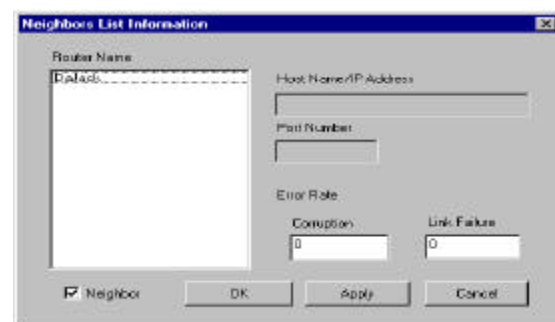 Neighbors List Information
Router Name
Host Name/IP Address
Port Number
Error Rate
Corruption
Link Failure
0
0
Neighbor
OK
Apply
Cancel